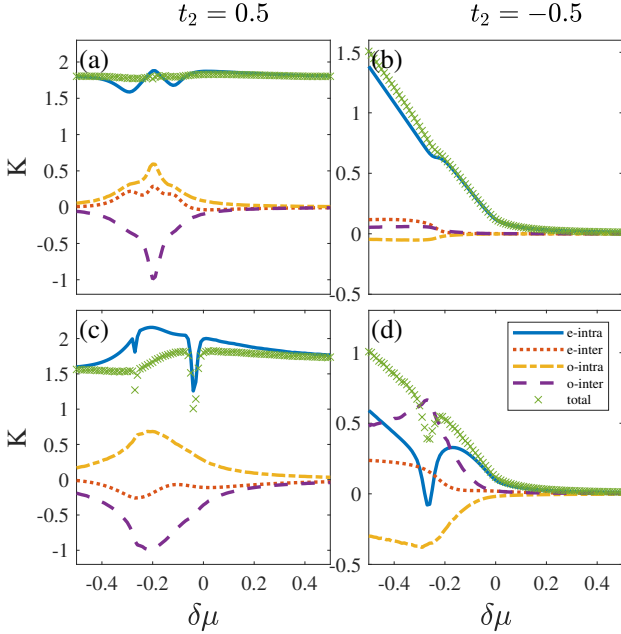 t₂ = 0.5
t₂ = −0.5
(a)
2
1.5
1
0.5
0
-0.5
-1
K
(b)
1.5
1
0.5
0
-0.5
(c)
2
1.5
1
0.5
0
-0.5
-1
K
-0.4 -0.2 0 0.2 0.4
δμ
(d)
1
0.5
0
-0.5
e-intra
e-inter
o-intra
o-inter
total
-0.4 -0.2 0 0.2 0.4
δμ